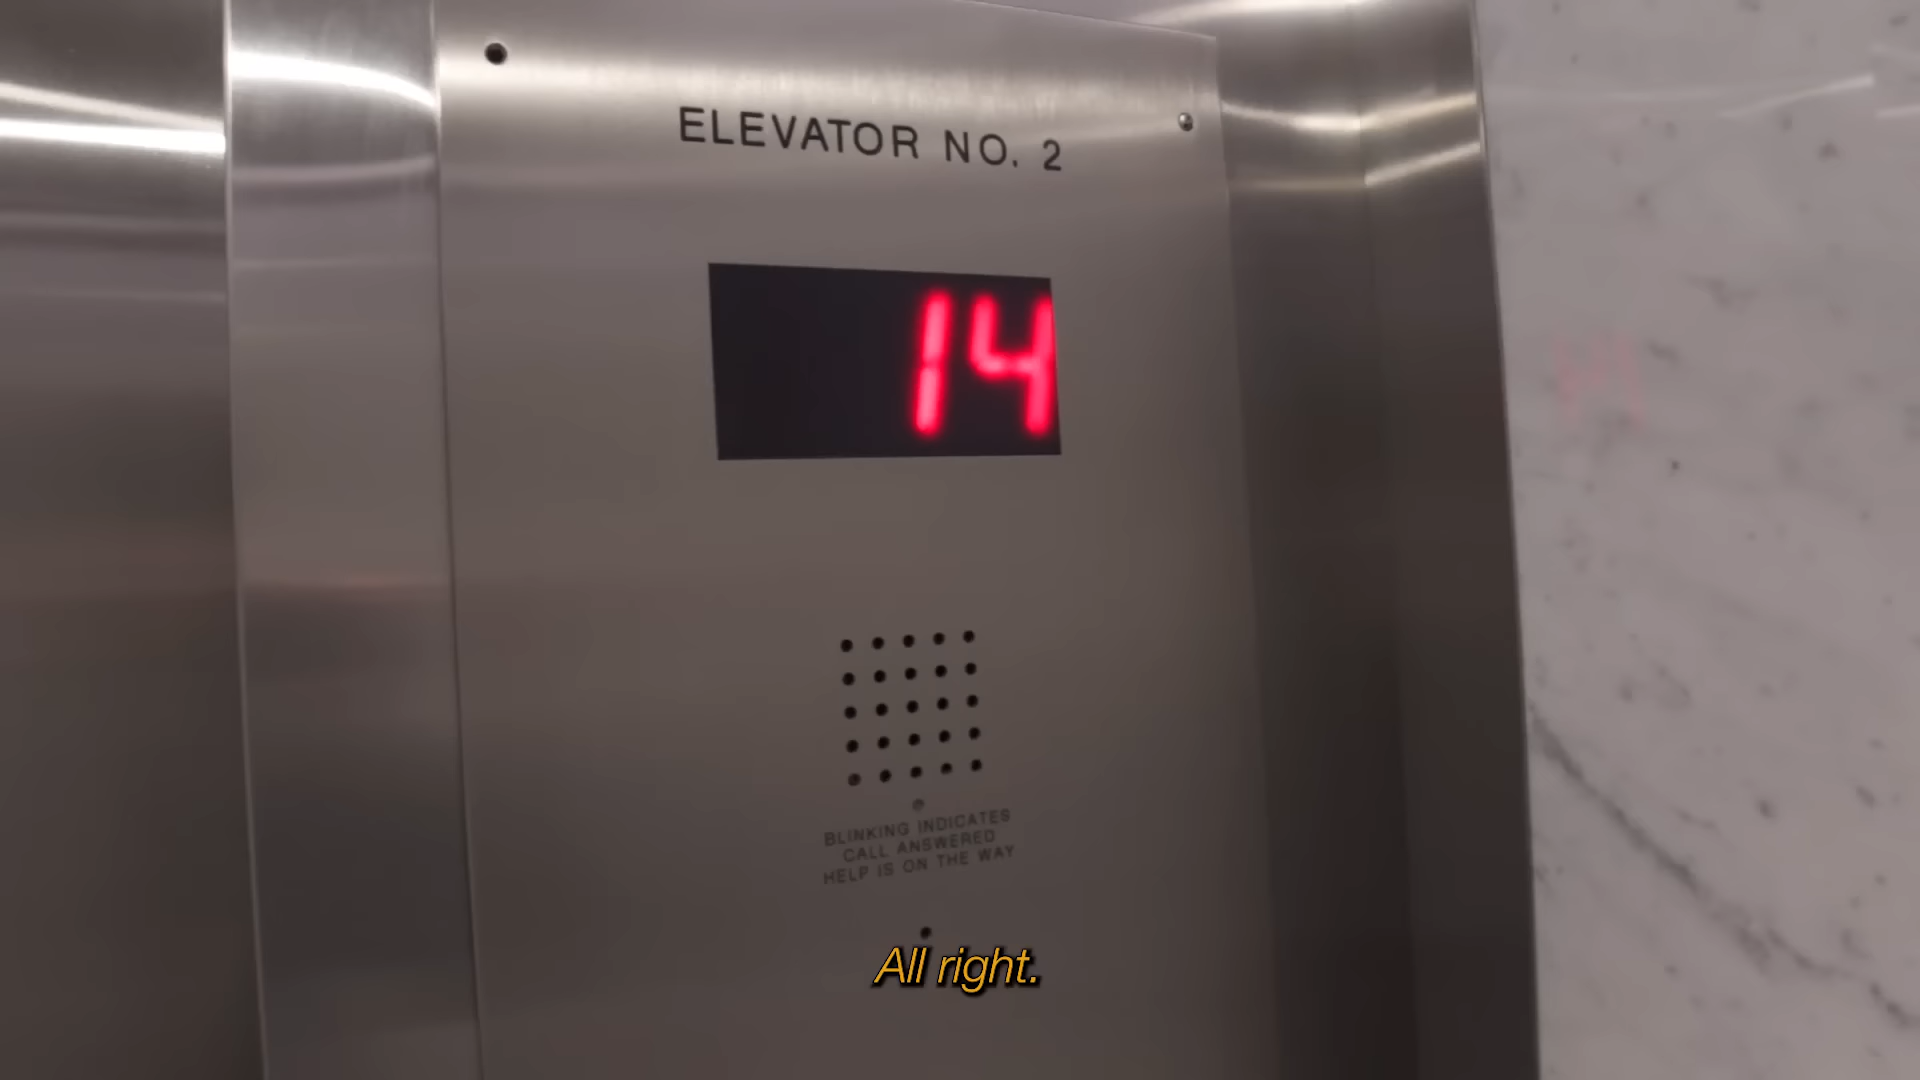 ELEVATOR NO. 2
14
BLINKING INDICATES
CALL ANSWERED
HELP IS ON THE WAY
All right.